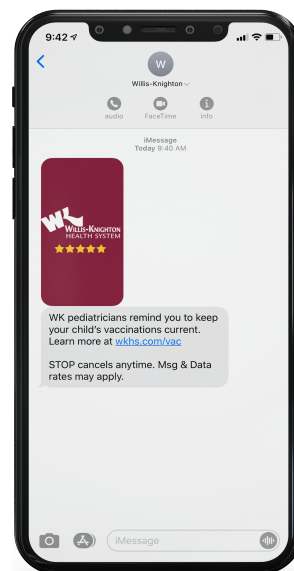 9:42
W
Willis-Knighton
audio FaceTime info
iMessage
Today 9:40 AM
WK
WILLIS-KNIGHTON
HEALTH SYSTEM
WK pediatricians remind you to keep
your child's vaccinations current.
Learn more at wkhs.com/vac
STOP cancels anytime. Msg & Data
rates may apply.
iMessage